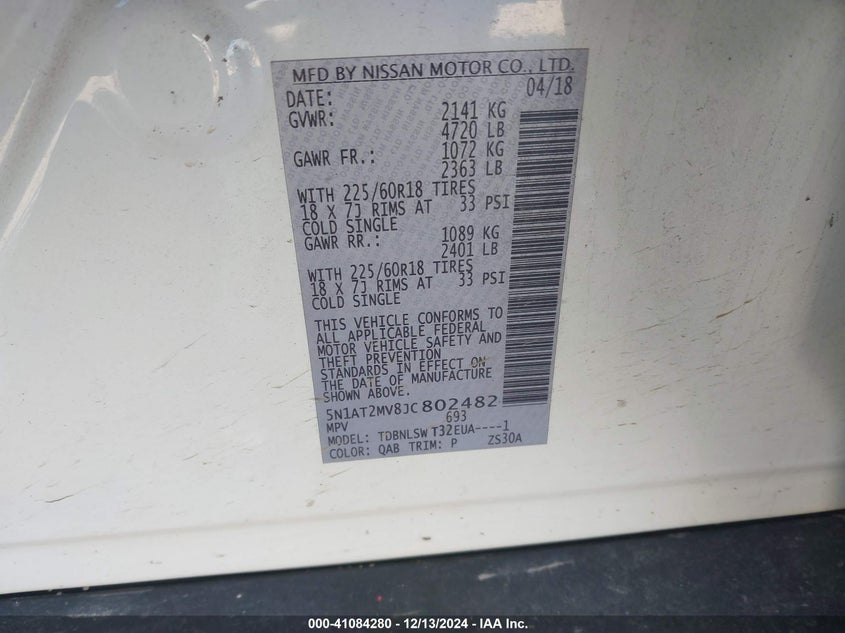 MFD BY NISSAN MOTOR CO., LTD.
DATE: 04/18
GVWR: 2141 KG
4720 LB
GAWR FR.: 1072 KG
2363 LB
WITH 225/60R18 TIRES
18 X 7J RIMS AT 33 PSI
COLD SINGLE
GAWR RR.: 1089 KG
2401 LB
WITH 225/60R18 TIRES
18 X 7J RIMS AT 33 PSI
COLD SINGLE
THIS VEHICLE CONFORMS TO
ALL APPLICABLE FEDERAL
MOTOR VEHICLE SAFETY AND
THEFT PREVENTION
STANDARDS IN EFFECT ON
THE DATE OF MANUFACTURE
SHOWN ABOVE.
5N1AT2MV8JC802482
MPV 693
MODEL: TDBNLSW T32EUA----1
COLOR: QAB TRIM: P ZS30A
000-41084280 - 12/13/2024 - IAA Inc.